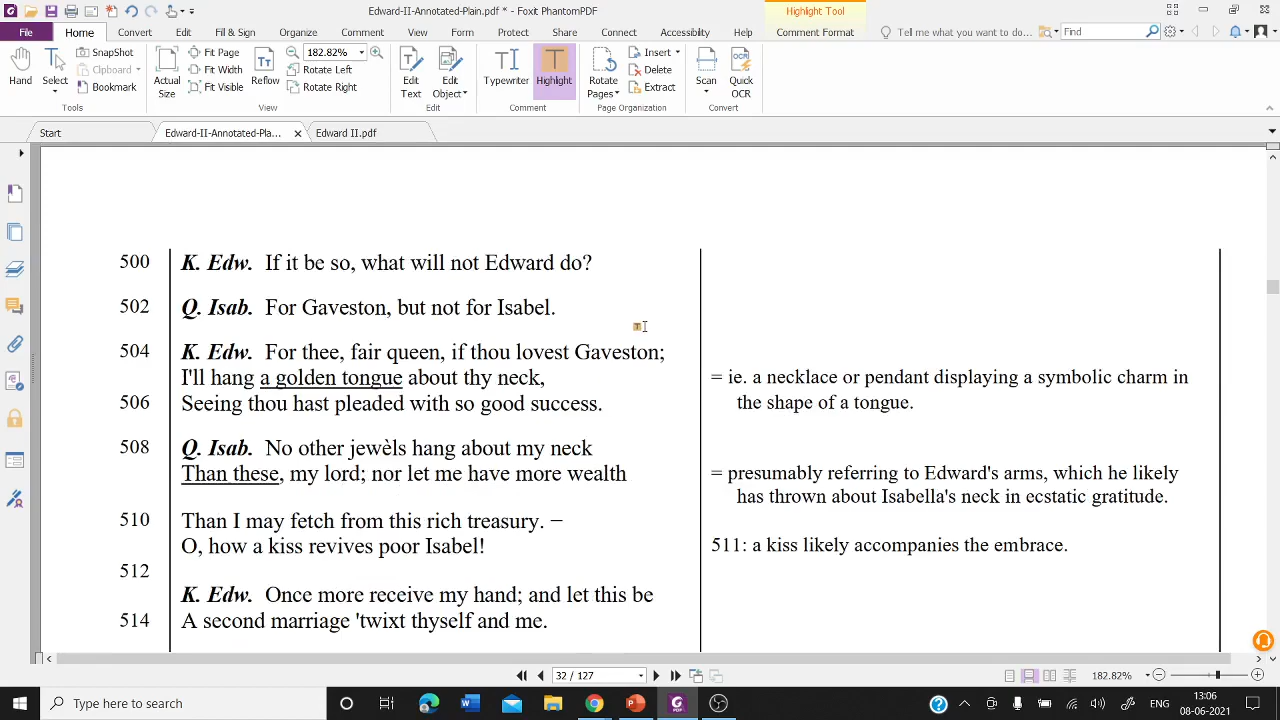 Edward-II-Annotated-Plain.pdf * - Foxit PhantomPDF
Highlight Tool
File Home Convert Edit Fill & Sign Organize Comment View Form Protect Share Connect Accessibility Help Comment Format Tell me what you want to do... Find
Hand
Select
SnapShot
Clipboard
Bookmark
Tools
Actual Size
Fit Page
Fit Width
Fit Visible
Reflow
182.82%
Rotate Left
Rotate Right
View
Edit Text
Edit Object
Edit
Typewriter
Highlight
Comment
Rotate Pages
Insert
Delete
Extract
Page Organization
Scan
Quick OCR
Convert
Start Edward-II-Annotated-Pla... Edward II.pdf
500 K. Edw. If it be so, what will not Edward do?
502 Q. Isab. For Gaveston, but not for Isabel.
504 K. Edw. For thee, fair queen, if thou lovest Gaveston;
I'll hang a golden tongue about thy neck,
= ie. a necklace or pendant displaying a symbolic charm in
506 Seeing thou hast pleaded with so good success.
the shape of a tongue.
508 Q. Isab. No other jewèls hang about my neck
Than these, my lord; nor let me have more wealth
= presumably referring to Edward's arms, which he likely
has thrown about Isabella's neck in ecstatic gratitude.
510 Than I may fetch from this rich treasury. −
O, how a kiss revives poor Isabel!
511: a kiss likely accompanies the embrace.
512
K. Edw. Once more receive my hand; and let this be
514 A second marriage 'twixt thyself and me.
32 / 127
182.82%
Type here to search
ENG
13:06
08-06-2021